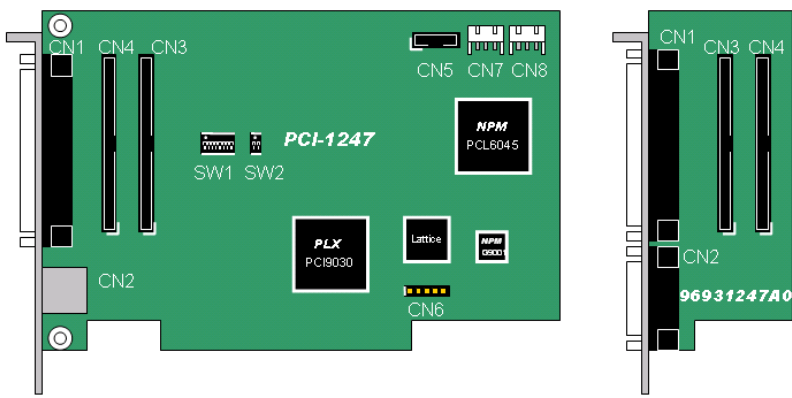 CN1 CN4 CN3
CN5 CN7 CN8
PCI-1247
SW1 SW2
NPM
PCL6045
PLX
PCI9030
Lattice
NPM
CN2
CN6
CN1
CN3 CN4
CN2
96931247A0